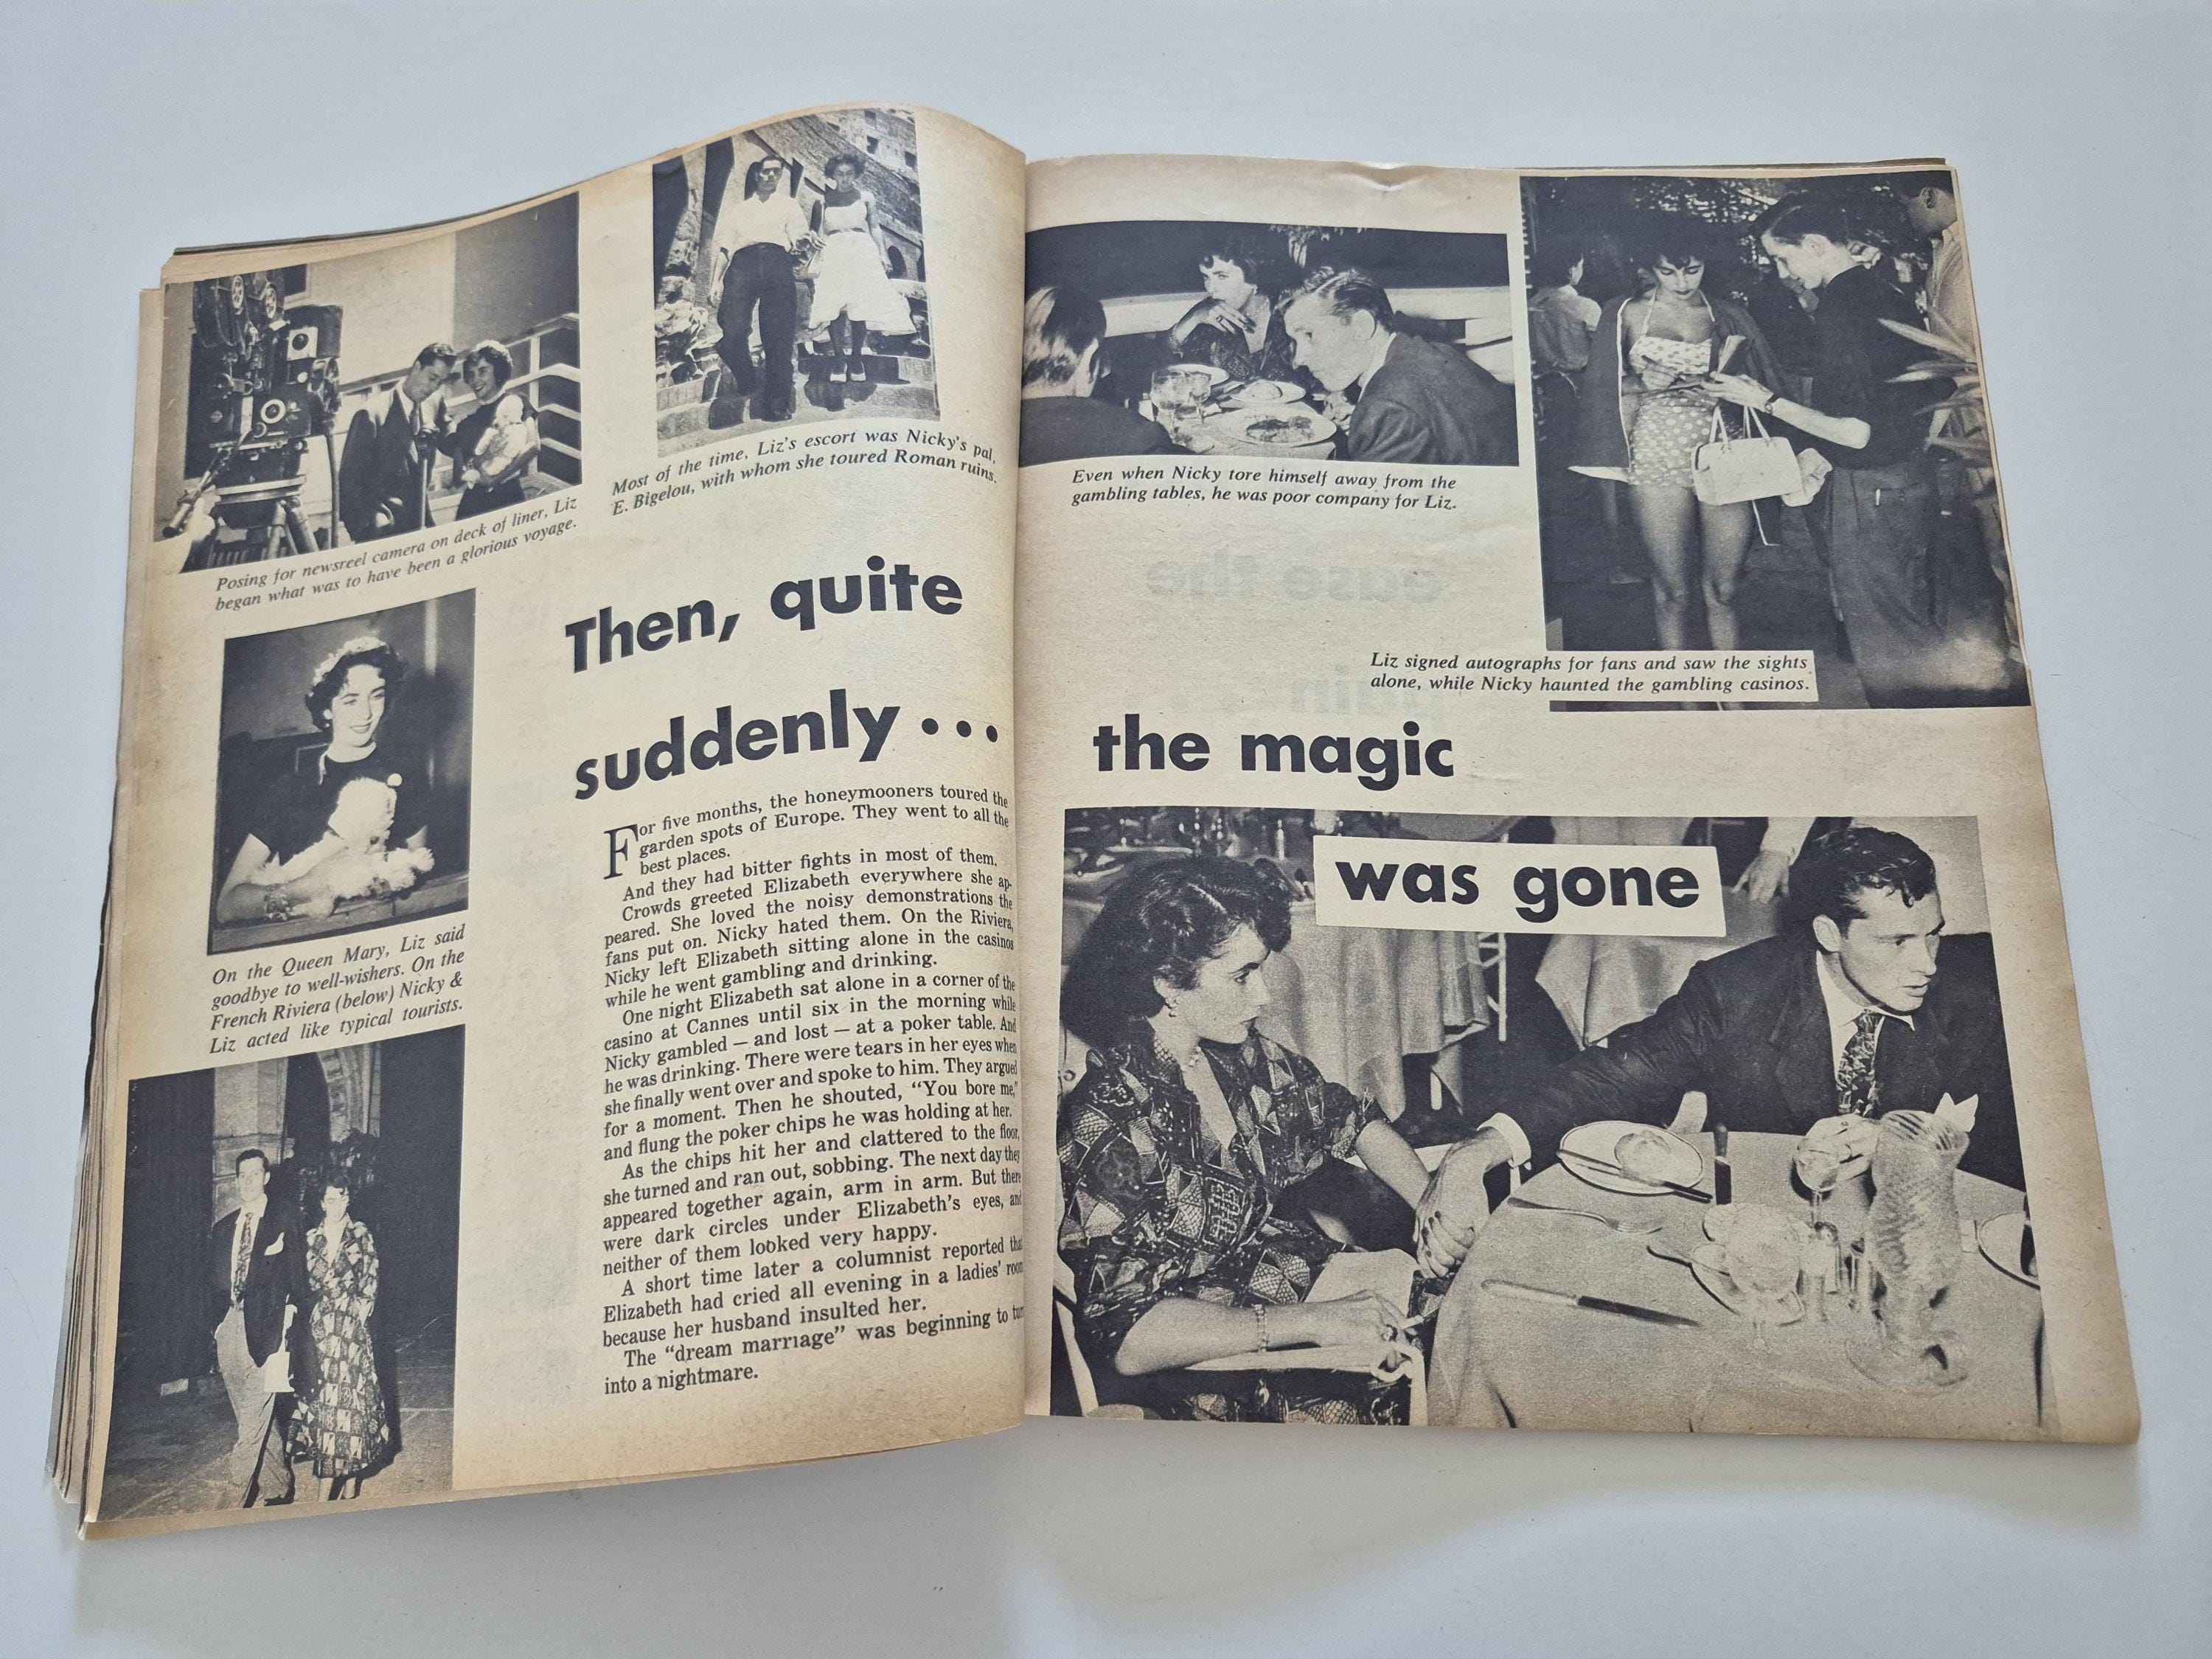 Posing for newsreel camera on deck of liner, Liz
began what was to have been a glorious voyage.
Most of the time, Liz's escort was Nicky's pal,
E. Bigelou, with whom she toured Roman ruins.
On the Queen Mary, Liz said
goodbye to well-wishers. On the
French Riviera (below) Nicky &
Liz acted like typical tourists.
Then, quite
suddenly...
For five months, the honeymooners toured the
garden spots of Europe. They went to all the
best places.
And they had bitter fights in most of them.
Crowds greeted Elizabeth everywhere she ap-
peared. She loved the noisy demonstrations the
fans put on. Nicky hated them. On the Riviera,
Nicky left Elizabeth sitting alone in the casinos
while he went gambling and drinking.
One night Elizabeth sat alone in a corner of the
casino at Cannes until six in the morning while
Nicky gambled — and lost — at a poker table. And
he was drinking. There were tears in her eyes when
she finally went over and spoke to him. They argued
for a moment. Then he shouted, "You bore me,"
and flung the poker chips he was holding at her.
As the chips hit her and clattered to the floor,
she turned and ran out, sobbing. The next day they
appeared together again, arm in arm. But there
were dark circles under Elizabeth's eyes, and
neither of them looked very happy.
A short time later a columnist reported that
Elizabeth had cried all evening in a ladies' room
because her husband insulted her.
The "dream marriage" was beginning to turn
into a nightmare.
Even when Nicky tore himself away from the
gambling tables, he was poor company for Liz.
Liz signed autographs for fans and saw the sights
alone, while Nicky haunted the gambling casinos.
the magic
was gone